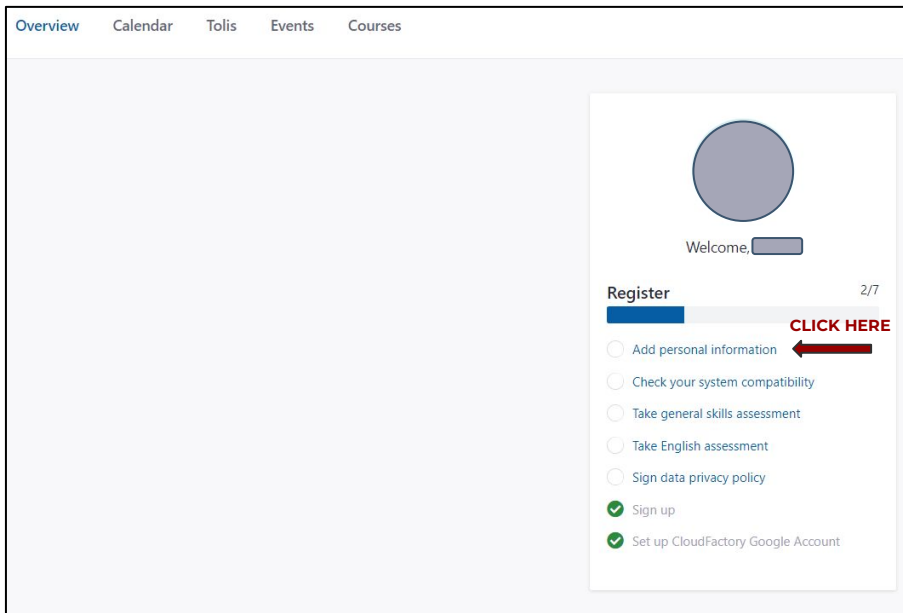 Overview Calendar Tolis Events Courses
Welcome,
Register 2/7
CLICK HERE
Add personal information
Check your system compatibility
Take general skills assessment
Take English assessment
Sign data privacy policy
Sign up
Set up CloudFactory Google Account